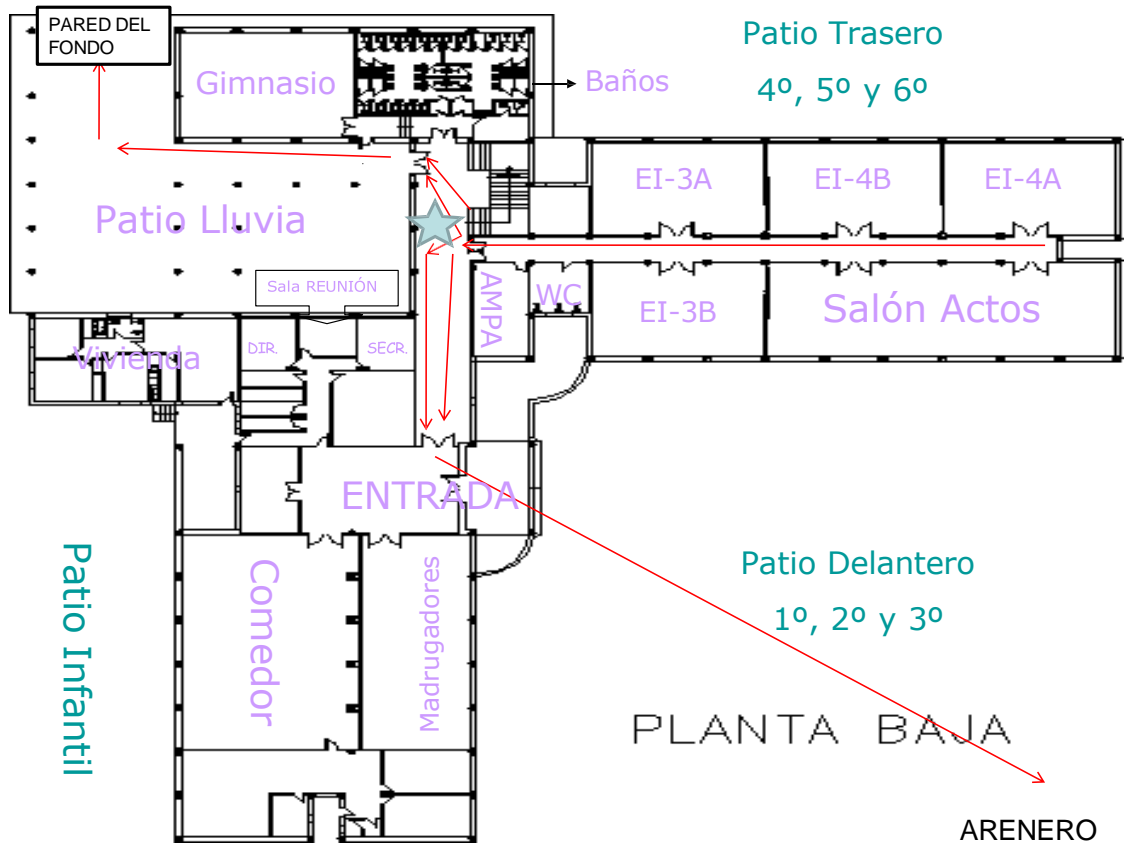 PARED DEL
FONDO
Patio Trasero
4º, 5º y 6º
Gimnasio
Baños
EI-3A
EI-4B
EI-4A
Patio Lluvia
Sala REUNIÓN
AMPA
WC
EI-3B
Salón Actos
Vivienda
DIR.
SECR.
ENTRADA
Patio Infantil
Comedor
Madrugadores
Patio Delantero
1º, 2º y 3º
PLANTA BAJA
ARENERO